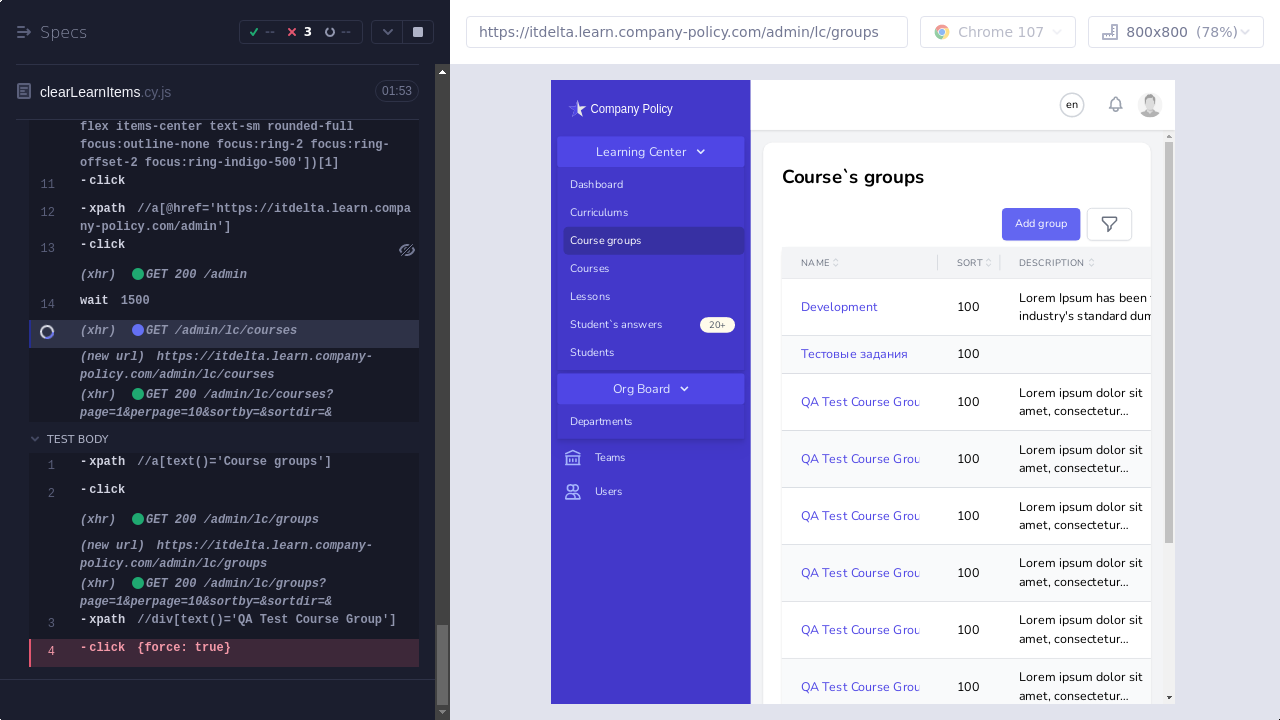 Specs
-- 3 --
https://itdelta.learn.company-policy.com/admin/lc/groups
Chrome 107
800x800 (78%)
clearLearnItems.cy.js
01:53
flex items-center text-sm rounded-full
focus:outline-none focus:ring-2 focus:ring-
offset-2 focus:ring-indigo-500'])[1]
11 -click
12 -xpath //a[@href='https://itdelta.learn.compa
ny-policy.com/admin']
13 -click
(xhr) GET 200 /admin
14 wait 1500
(xhr) GET /admin/lc/courses
(new url) https://itdelta.learn.company-
policy.com/admin/lc/courses
(xhr) GET 200 /admin/lc/courses?
page=1&perpage=10&sortby=&sortdir=&
TEST BODY
1 -xpath //a[text()='Course groups']
2 -click
(xhr) GET 200 /admin/lc/groups
(new url) https://itdelta.learn.company-
policy.com/admin/lc/groups
(xhr) GET 200 /admin/lc/groups?
page=1&perpage=10&sortby=&sortdir=&
3 -xpath //div[text()='QA Test Course Group']
4 -click {force: true}
Company Policy
Learning Center
Dashboard
Curriculums
Course groups
Courses
Lessons
Student`s answers 20+
Students
Org Board
Departments
Teams
Users
en
Course`s groups
Add group
NAME SORT DESCRIPTION
Development 100 Lorem Ipsum has been
industry's standard dum
Тестовые задания 100
QA Test Course Grou 100 Lorem ipsum dolor sit
amet, consectetur...
QA Test Course Grou 100 Lorem ipsum dolor sit
amet, consectetur...
QA Test Course Grou 100 Lorem ipsum dolor sit
amet, consectetur...
QA Test Course Grou 100 Lorem ipsum dolor sit
amet, consectetur...
QA Test Course Grou 100 Lorem ipsum dolor sit
amet, consectetur...
QA Test Course Grou 100 Lorem ipsum dolor sit
amet, consectetur...